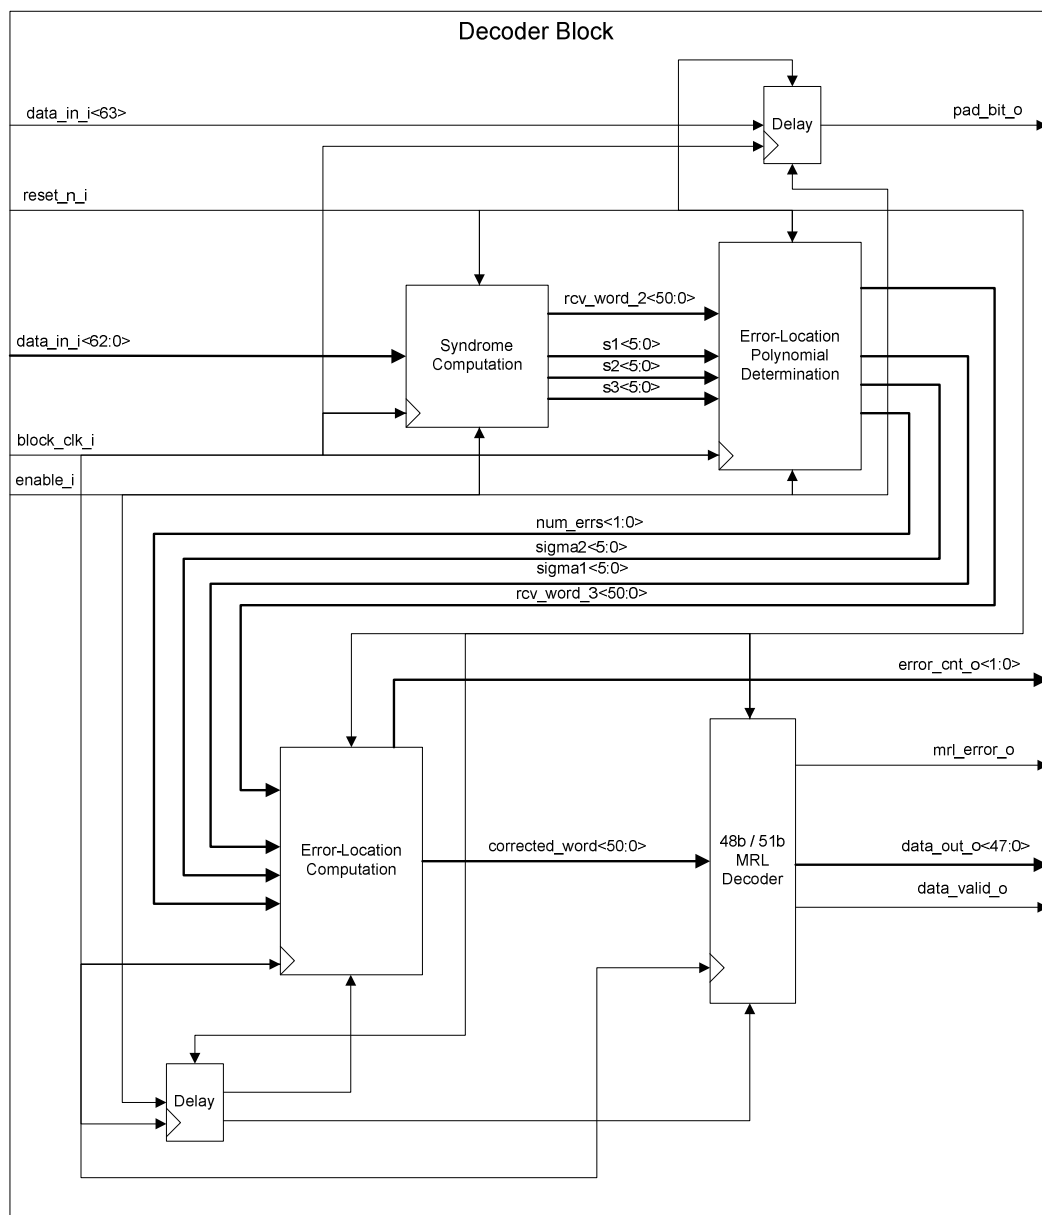 Decoder Block
data_in_i<63>
Delay
pad_bit_o
reset_n_i
rcv_word_2<50:0>
data_in_i<62:0>
Syndrome
Computation
s1<5:0>
s2<5:0>
s3<5:0>
Error-Location
Polynomial
Determination
block_clk_i
enable_i
num_errs<1:0>
sigma2<5:0>
sigma1<5:0>
rcv_word_3<50:0>
error_cnt_o<1:0>
mrl_error_o
Error-Location
Computation
corrected_word<50:0>
48b / 51b
MRL
Decoder
data_out_o<47:0>
data_valid_o
Delay